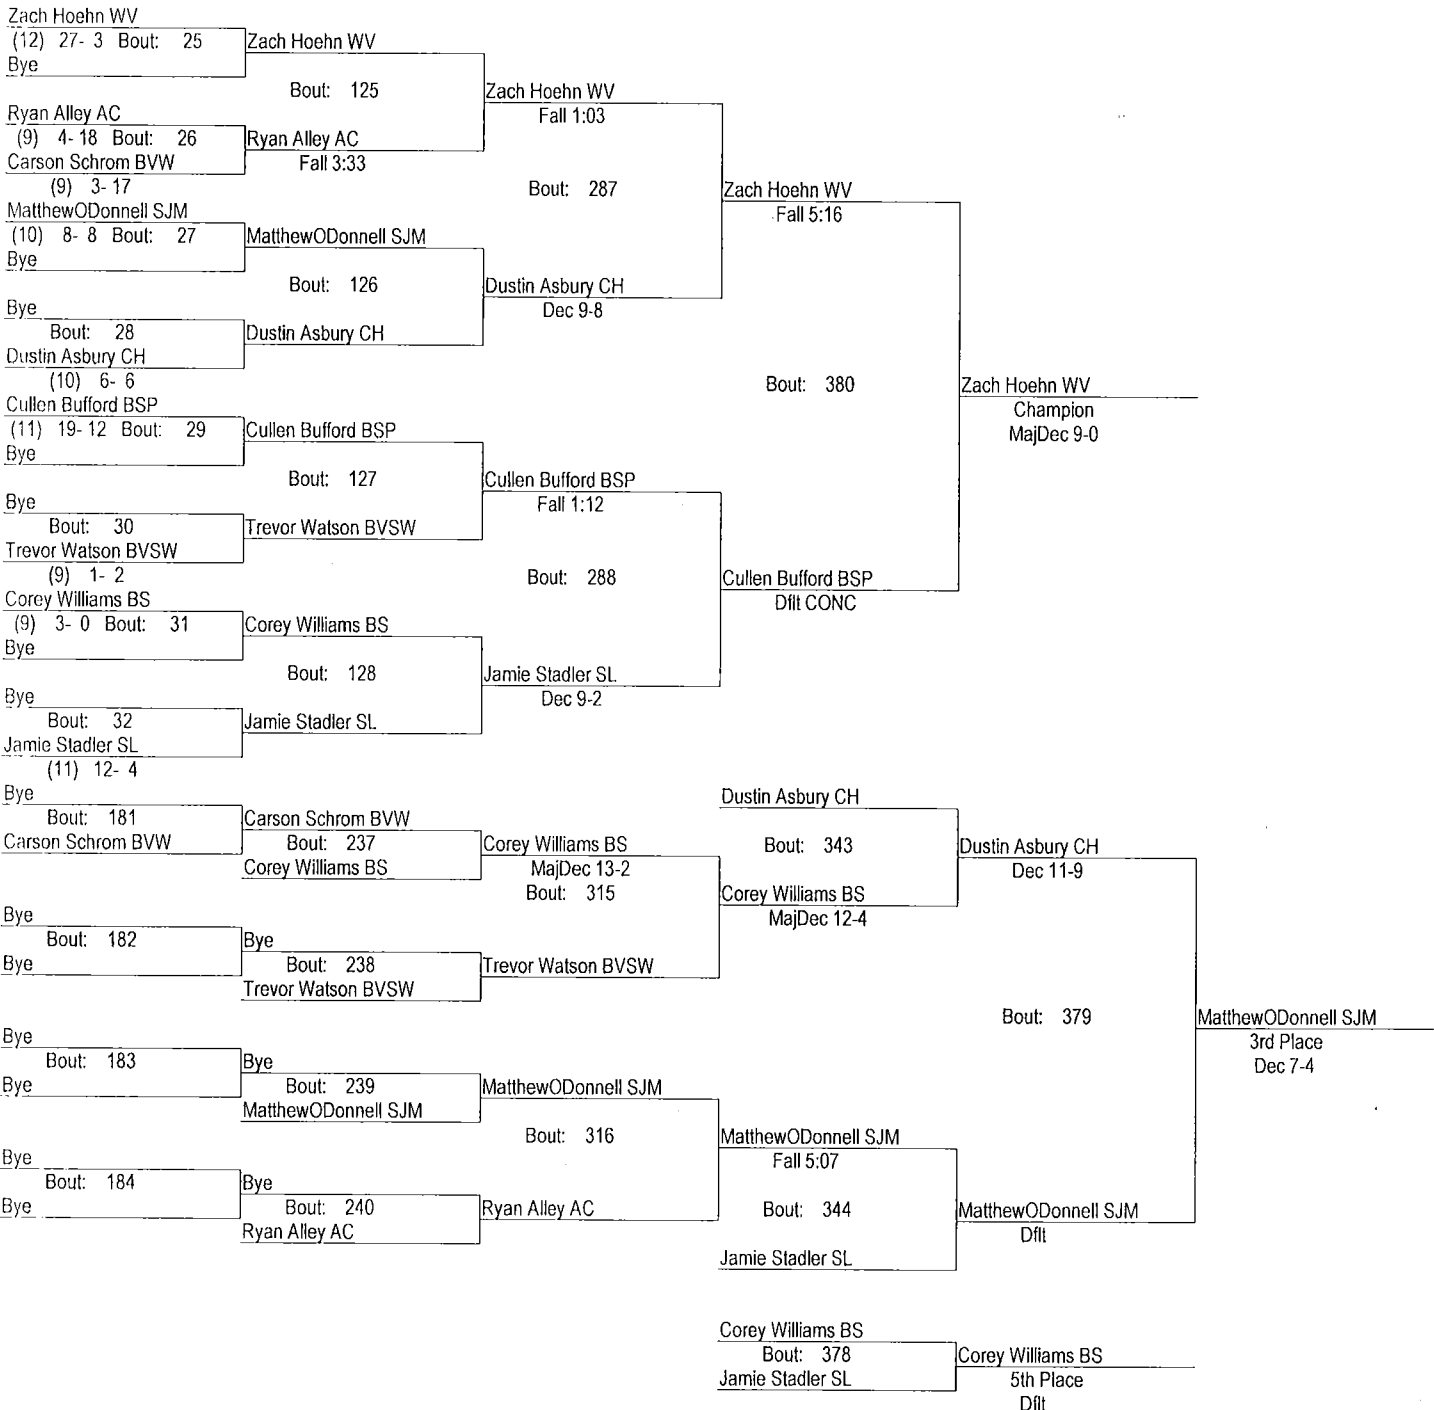 Zach Hoehn WV
(12) 27- 3 Bout: 25
Bye
Zach Hoehn WV
Bout: 125
Ryan Alley AC
(9) 4- 18 Bout: 26
Carson Schrom BVW
(9) 3- 17
Ryan Alley AC
Fall 3:33
Zach Hoehn WV
Fall 1:03
Bout: 287
MatthewODonnell SJM
(10) 8- 8 Bout: 27
Bye
MatthewODonnell SJM
Bout: 126
Bye
Bout: 28
Dustin Asbury CH
(10) 6- 6
Dustin Asbury CH
Dustin Asbury CH
Dec 9-8
Zach Hoehn WV
Fall 5:16
Bout: 380
Zach Hoehn WV
Champion
MajDec 9-0
Cullen Bufford BSP
(11) 19- 12 Bout: 29
Bye
Cullen Bufford BSP
Bout: 127
Bye
Bout: 30
Trevor Watson BVSW
(9) 1- 2
Trevor Watson BVSW
Cullen Bufford BSP
Fall 1:12
Bout: 288
Cullen Bufford BSP
Dflt CONC
Corey Williams BS
(9) 3- 0 Bout: 31
Bye
Corey Williams BS
Bout: 128
Bye
Bout: 32
Jamie Stadler SL
(11) 12- 4
Jamie Stadler SL
Jamie Stadler SL
Dec 9-2
Bye
Bout: 181
Carson Schrom BVW
Carson Schrom BVW
Bout: 237
Corey Williams BS
Corey Williams BS
MajDec 13-2
Bout: 315
Dustin Asbury CH
Bout: 343
Corey Williams BS
MajDec 12-4
Dustin Asbury CH
Dec 11-9
Bye
Bout: 182
Bye
Bye
Bout: 238
Trevor Watson BVSW
Trevor Watson BVSW
Bout: 379
MatthewODonnell SJM
3rd Place
Dec 7-4
Bye
Bout: 183
Bye
Bye
Bout: 239
MatthewODonnell SJM
MatthewODonnell SJM
Bout: 316
MatthewODonnell SJM
Fall 5:07
Bout: 344
Jamie Stadler SL
MatthewODonnell SJM
Dflt
Bye
Bout: 184
Bye
Bye
Bout: 240
Ryan Alley AC
Ryan Alley AC
Corey Williams BS
Bout: 378
Jamie Stadler SL
Corey Williams BS
5th Place
Dflt